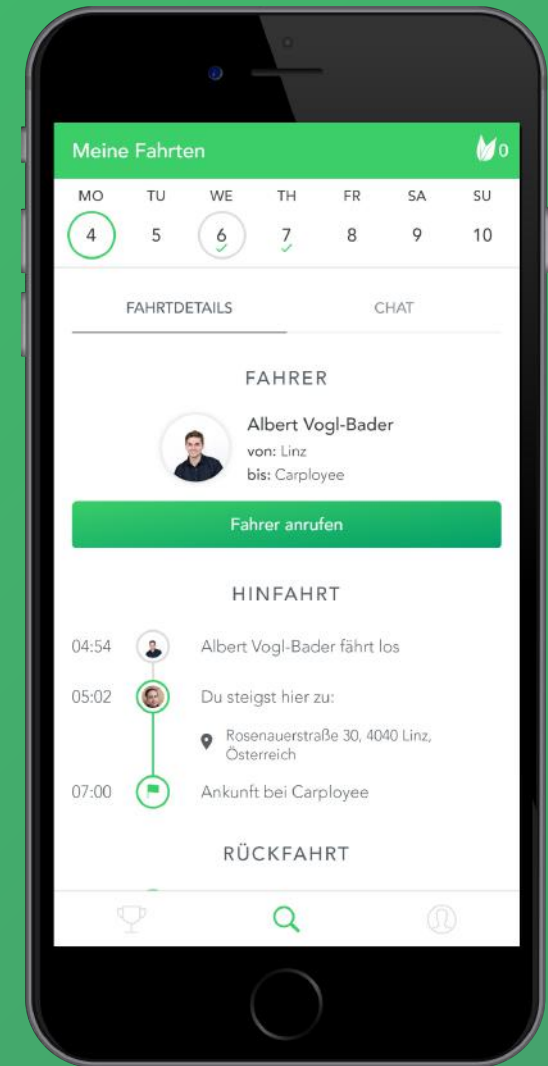 Meine Fahrten 0
MO TU WE TH FR SA SU
4 5 6 7 8 9 10
FAHRTDETAILS CHAT
FAHRER
Albert Vogl-Bader
von: Linz
bis: Carployee
Fahrer anrufen
HINFAHRT
04:54 Albert Vogl-Bader fährt los
05:02 Du steigst hier zu:
Rosenauerstraße 30, 4040 Linz,
Österreich
07:00 Ankunft bei Carployee
RÜCKFAHRT